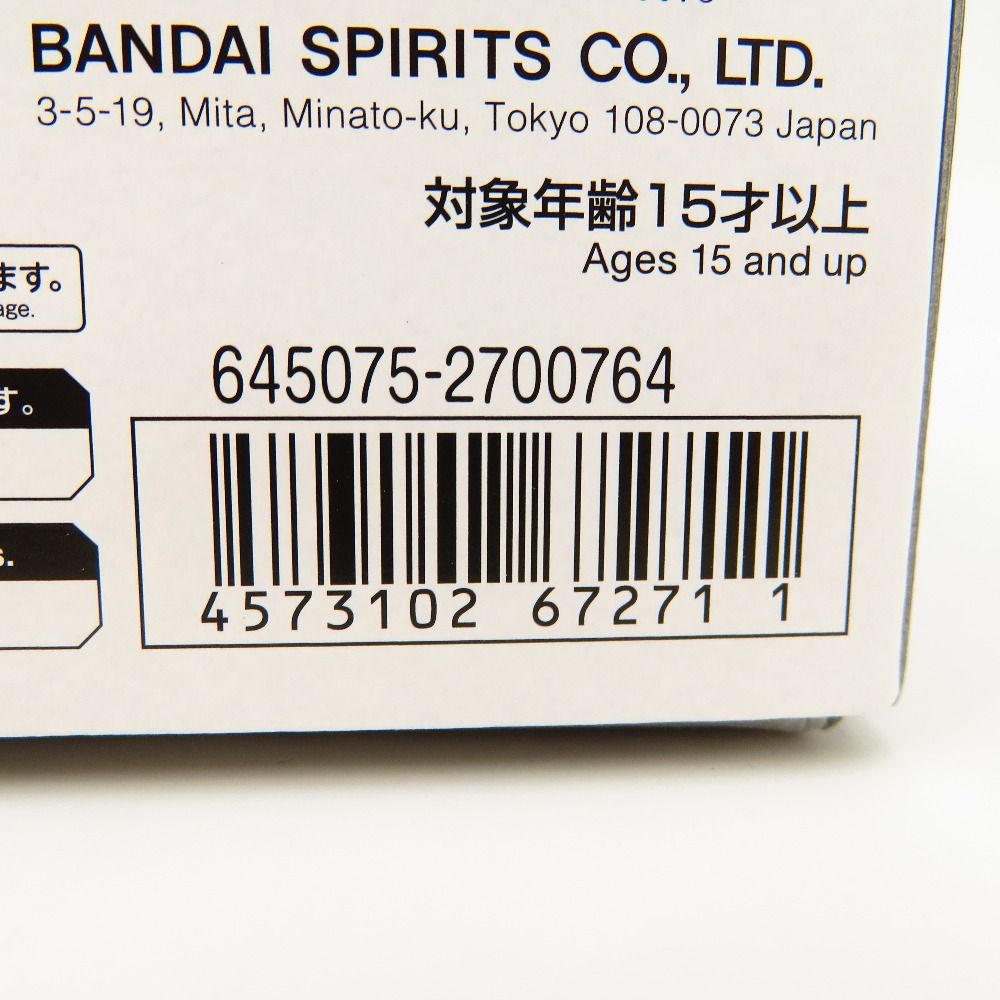 BANDAI SPIRITS CO., LTD.
3-5-19, Mita, Minato-ku, Tokyo 108-0073 Japan
対象年齢15才以上
Ages 15 and up
ます。
age.
645075-2700764
す。
s.
4573102 67271 1